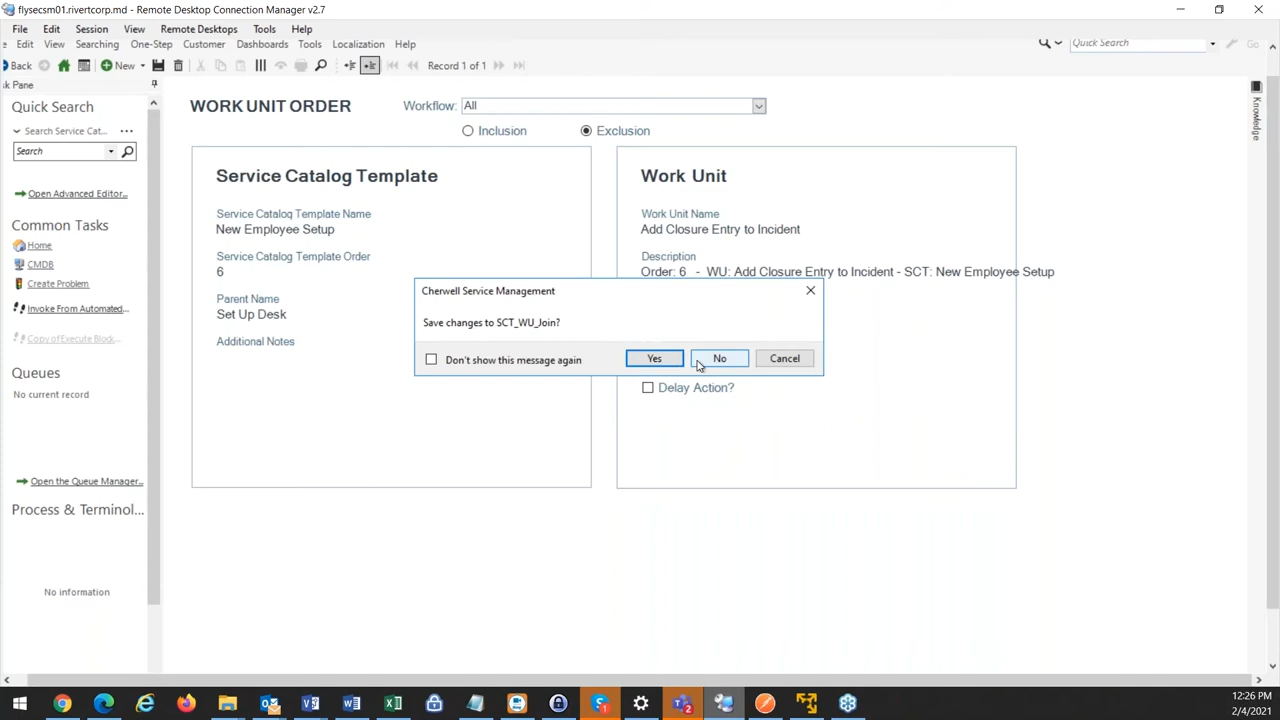 flysecsm01.rivertcorp.md - Remote Desktop Connection Manager v2.7
File Edit Session View Remote Desktops Tools Help
Edit View Searching One-Step Customer Dashboards Tools Localization Help
Quick Search
Go
Back
New
Record 1 of 1
k Pane
Quick Search
Search Service Cat...
Search
Open Advanced Editor...
Common Tasks
Home
CMDB
Create Problem
Invoke From Automated...
Copy of Execute Block...
Queues
No current record
Open the Queue Manager...
Process & Terminol...
No information
WORK UNIT ORDER
Workflow: All
Inclusion Exclusion
Service Catalog Template
Service Catalog Template Name
New Employee Setup
Service Catalog Template Order
6
Parent Name
Set Up Desk
Additional Notes
Work Unit
Work Unit Name
Add Closure Entry to Incident
Description
Order: 6 - WU: Add Closure Entry to Incident - SCT: New Employee Setup
Delay Action?
Cherwell Service Management
Save changes to SCT_WU_Join?
Don't show this message again
Yes No Cancel
Knowledge
12:26 PM
2/4/2021